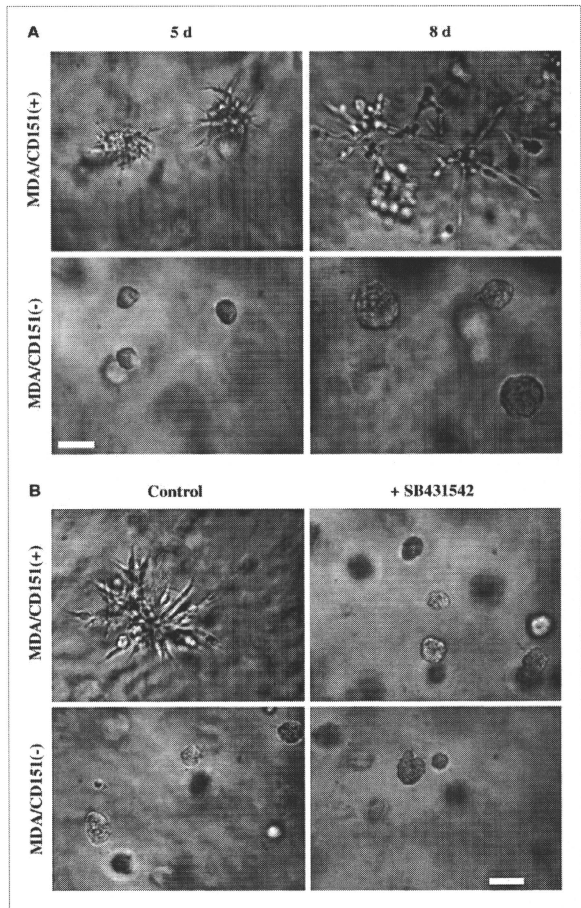 A
5 d
8 d
MDA/CD151(+)
MDA/CD151(-)
B
Control
+ SB431542
MDA/CD151(+)
MDA/CD151(-)